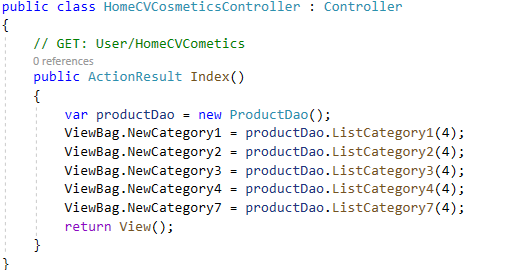 public class HomeCVCosmeticsController : Controller
{
// GET: User/HomeCVCometics
0 references
public ActionResult Index()
{
var productDao = new ProductDao();
ViewBag.NewCategory1 = productDao.ListCategory1(4);
ViewBag.NewCategory2 = productDao.ListCategory2(4);
ViewBag.NewCategory3 = productDao.ListCategory3(4);
ViewBag.NewCategory4 = productDao.ListCategory4(4);
ViewBag.NewCategory7 = productDao.ListCategory7(4);
return View();
}
}